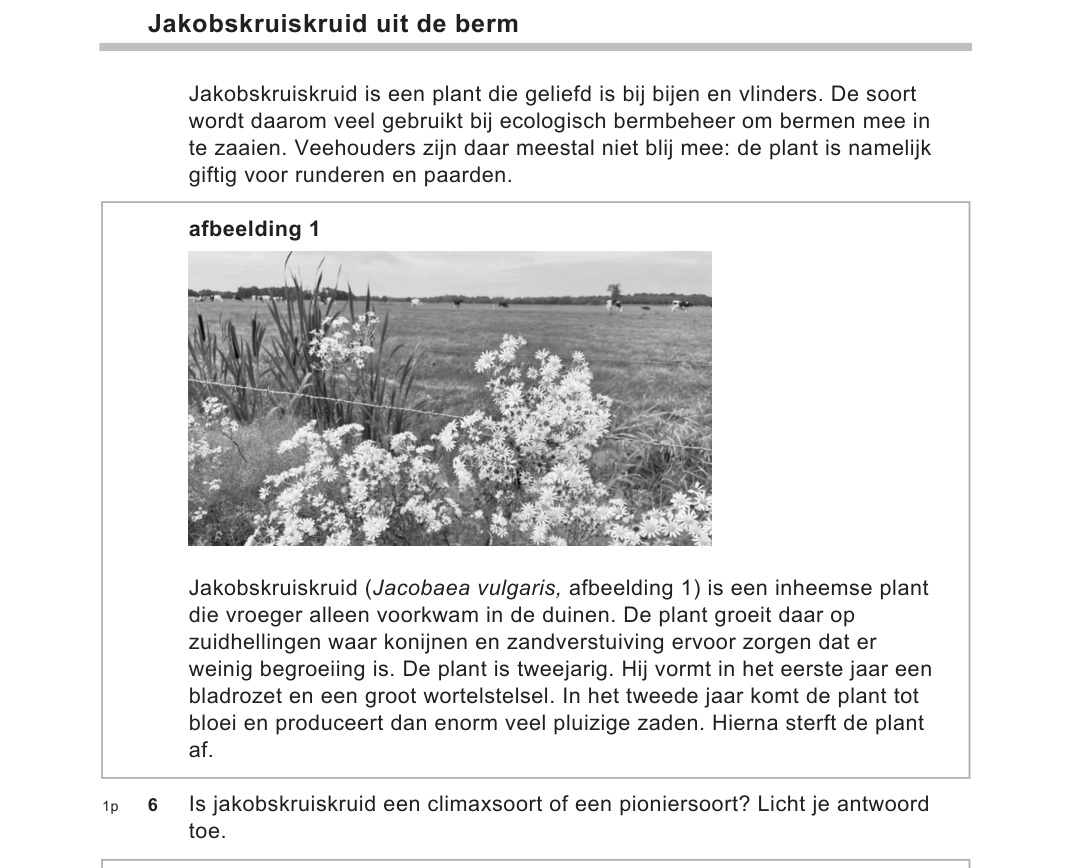 Jakobskruiskruid uit de berm
Jakobskruiskruid is een plant die geliefd is bij bijen en vlinders. De soort
wordt daarom veel gebruikt bij ecologisch bermbeheer om bermen mee in
te zaaien. Veehouders zijn daar meestal niet blij mee: de plant is namelijk
giftig voor runderen en paarden.
afbeelding 1
Jakobskruiskruid (Jacobaea vulgaris, afbeelding 1) is een inheemse plant
die vroeger alleen voorkwam in de duinen. De plant groeit daar op
zuidhellingen waar konijnen en zandverstuiving ervoor zorgen dat er
weinig begroeiing is. De plant is tweejarig. Hij vormt in het eerste jaar een
bladrozet en een groot wortelstelsel. In het tweede jaar komt de plant tot
bloei en produceert dan enorm veel pluizige zaden. Hierna sterft de plant
af.
1p 6 Is jakobskruiskruid een climaxsoort of een pioniersoort? Licht je antwoord
toe.